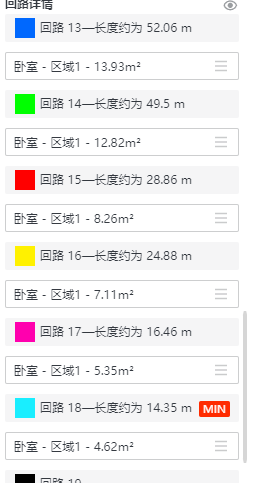 回路详情
回路 13—长度约为 52.06 m
卧室 - 区域1 - 13.93m²
回路 14—长度约为 49.5 m
卧室 - 区域1 - 12.82m²
回路 15—长度约为 28.86 m
卧室 - 区域1 - 8.26m²
回路 16—长度约为 24.88 m
卧室 - 区域1 - 7.11m²
回路 17—长度约为 16.46 m
卧室 - 区域1 - 5.35m²
回路 18—长度约为 14.35 m MIN
卧室 - 区域1 - 4.62m²